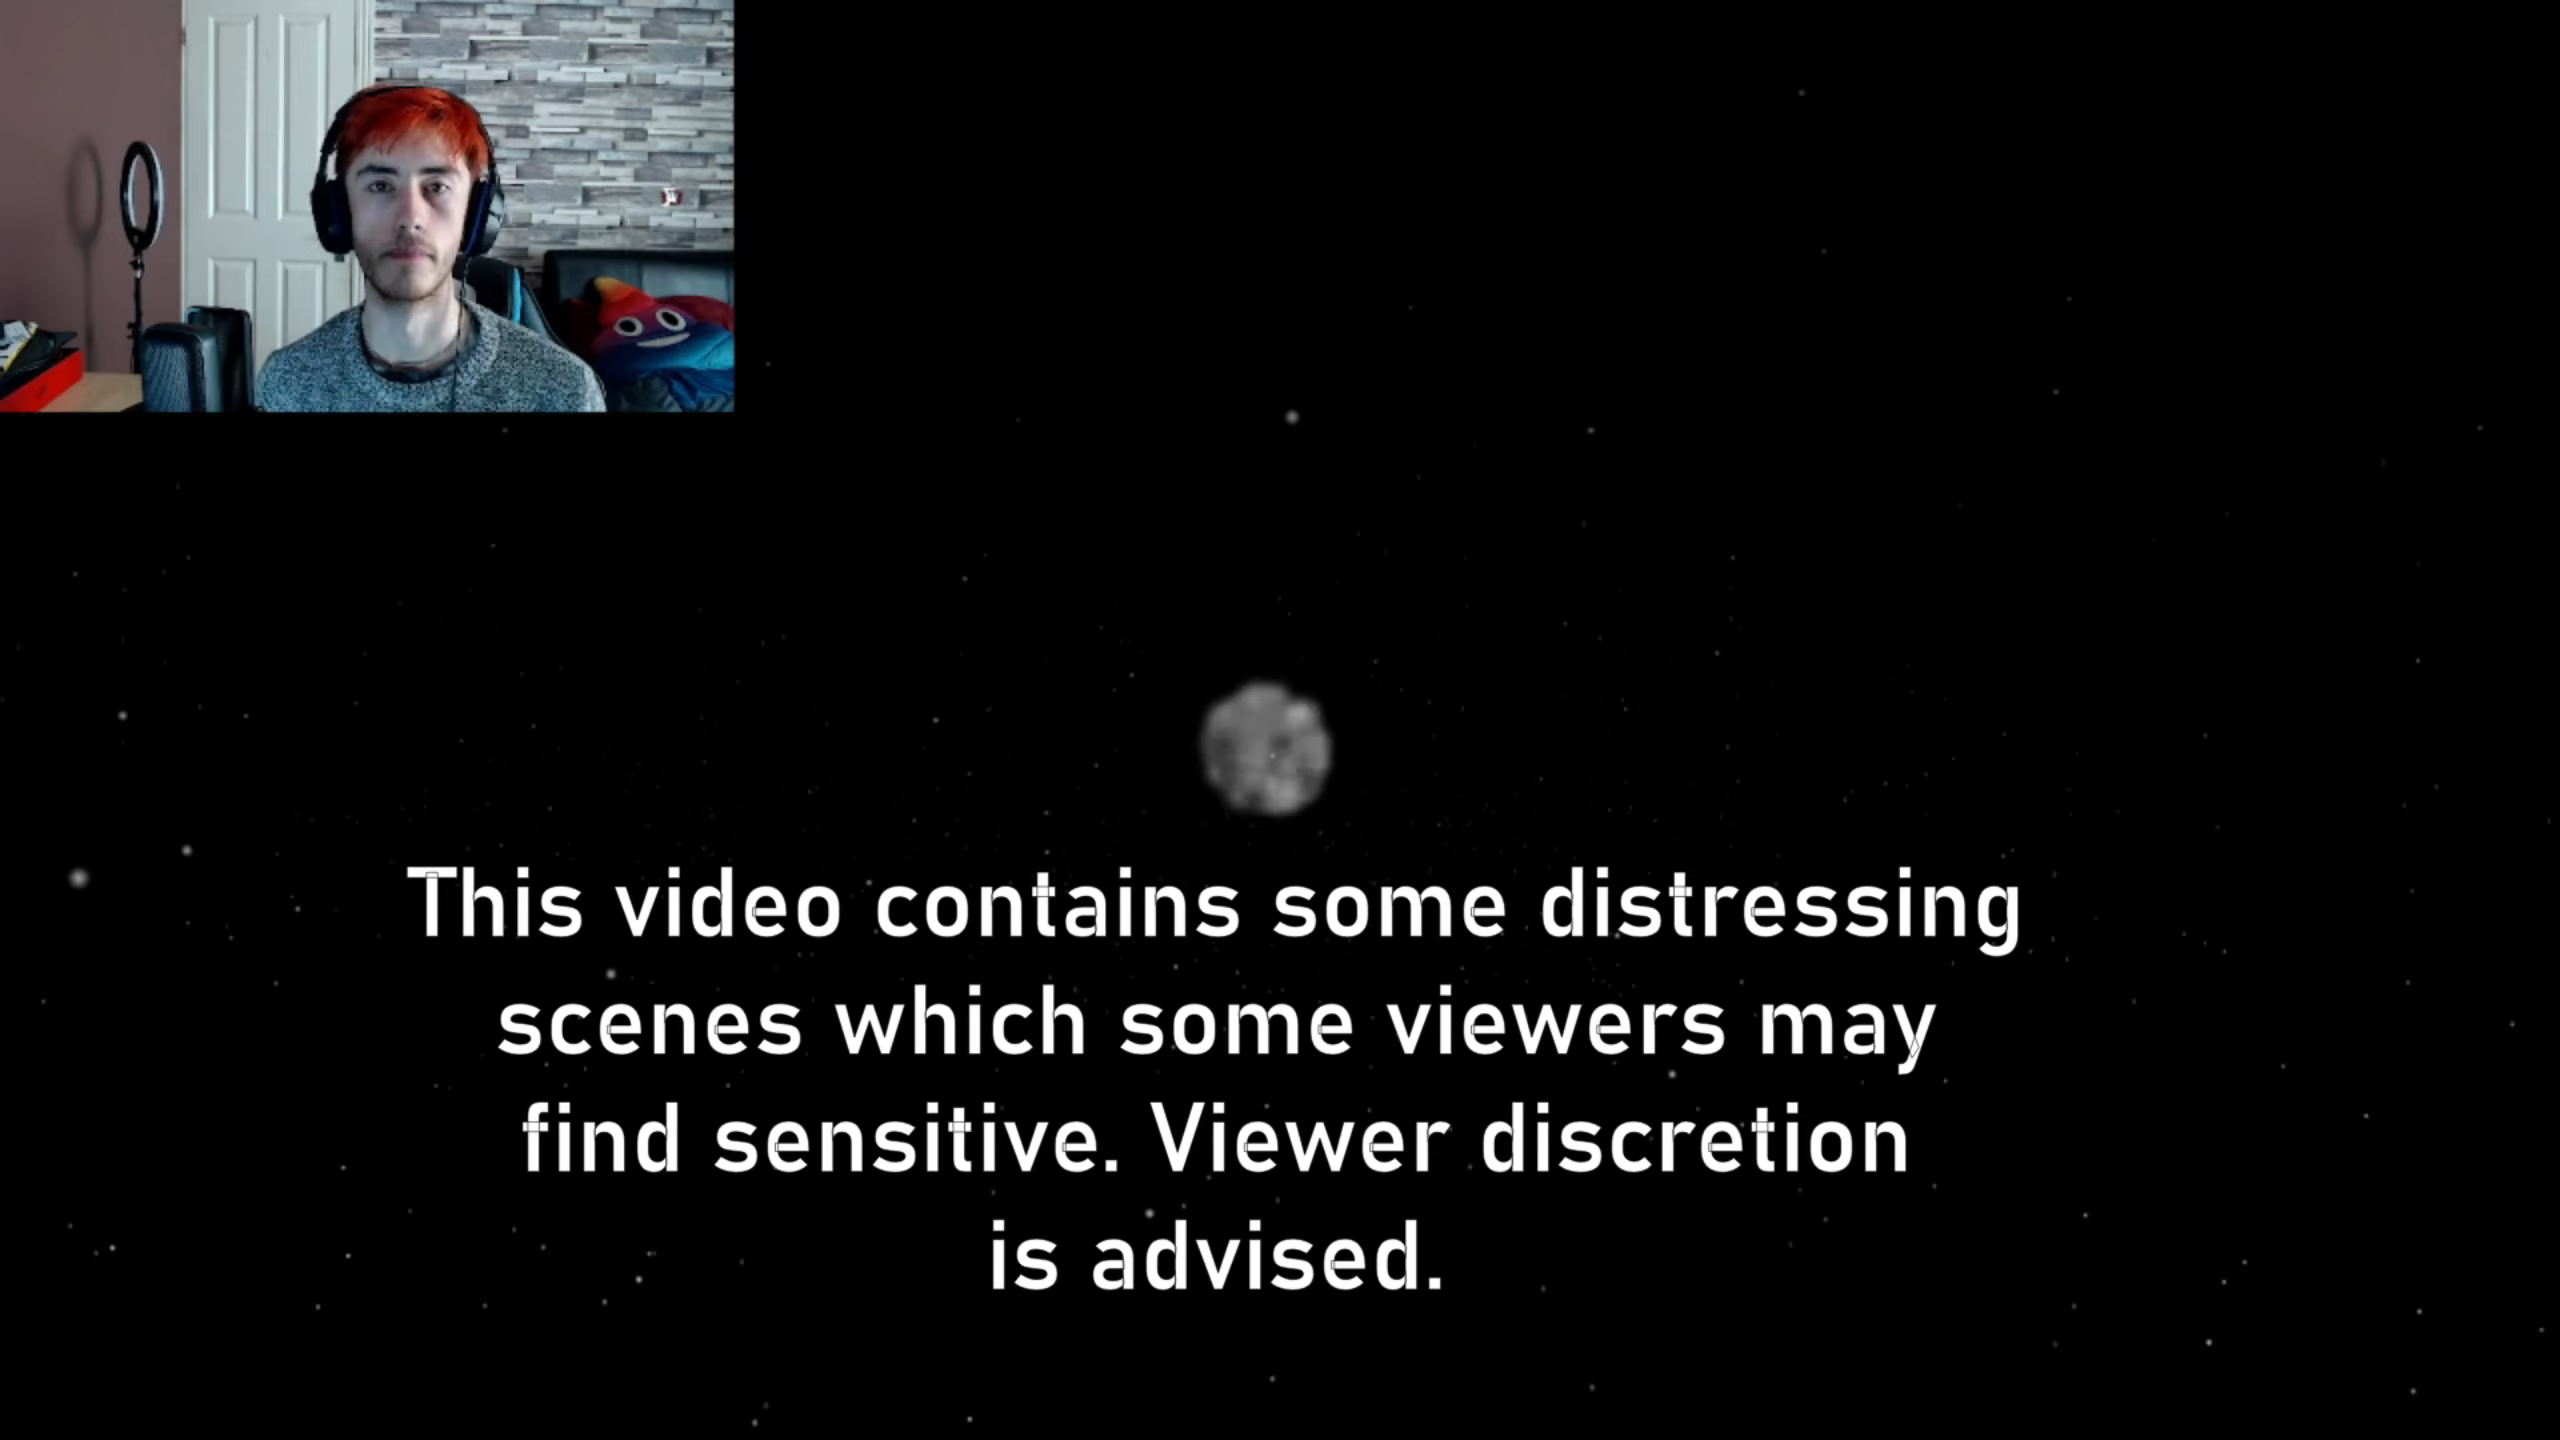 This video contains some distressing
scenes which some viewers may
find sensitive. Viewer discretion
is advised.